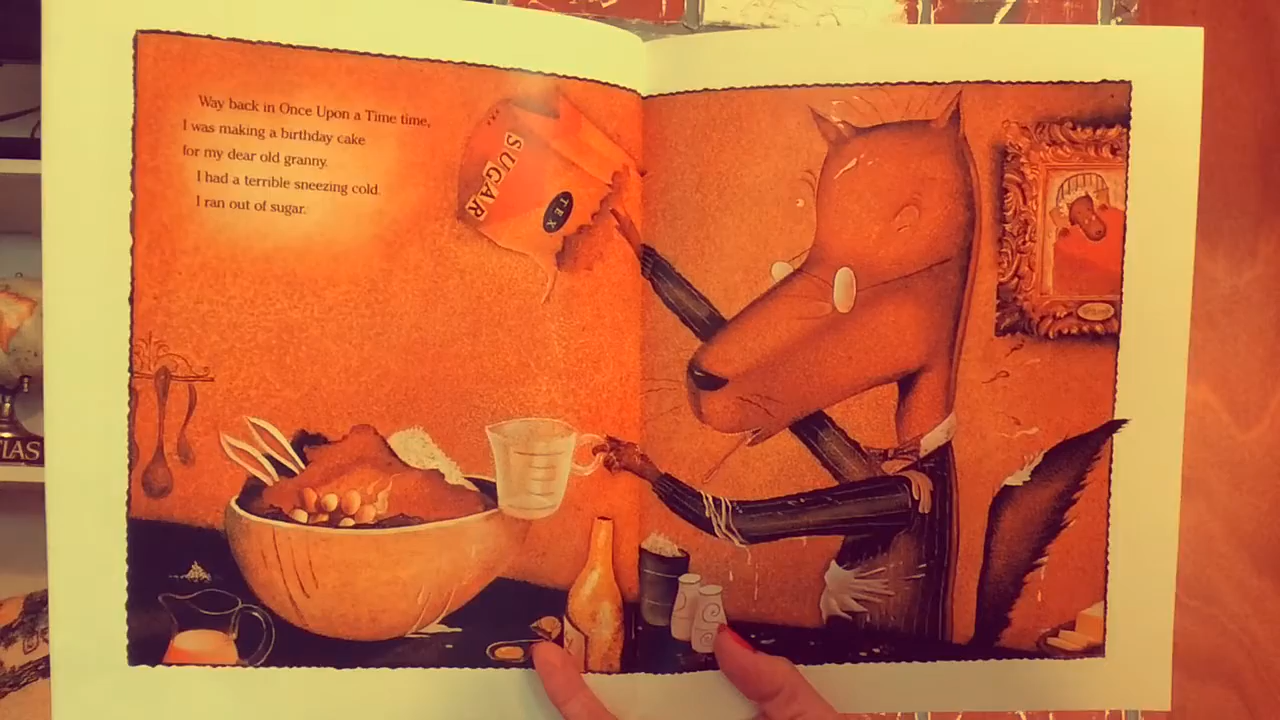 Way back in Once Upon a Time time,
I was making a birthday cake
for my dear old granny.
I had a terrible sneezing cold.
I ran out of sugar.
SUGAR
TEX